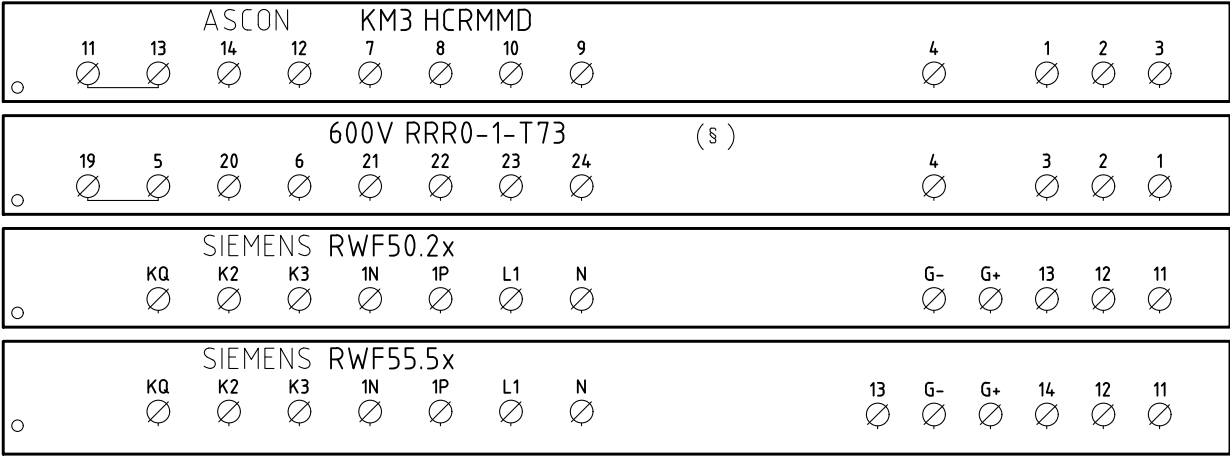 ASCON KM3 HCRMMD
11 13 14 12 7 8 10 9 4 1 2 3
600V RRR0-1-T73 (§)
19 5 20 6 21 22 23 24 4 3 2 1
SIEMENS RWF50.2x
KQ K2 K3 1N 1P L1 N G- G+ 13 12 11
SIEMENS RWF55.5x
KQ K2 K3 1N 1P L1 N 13 G- G+ 14 12 11